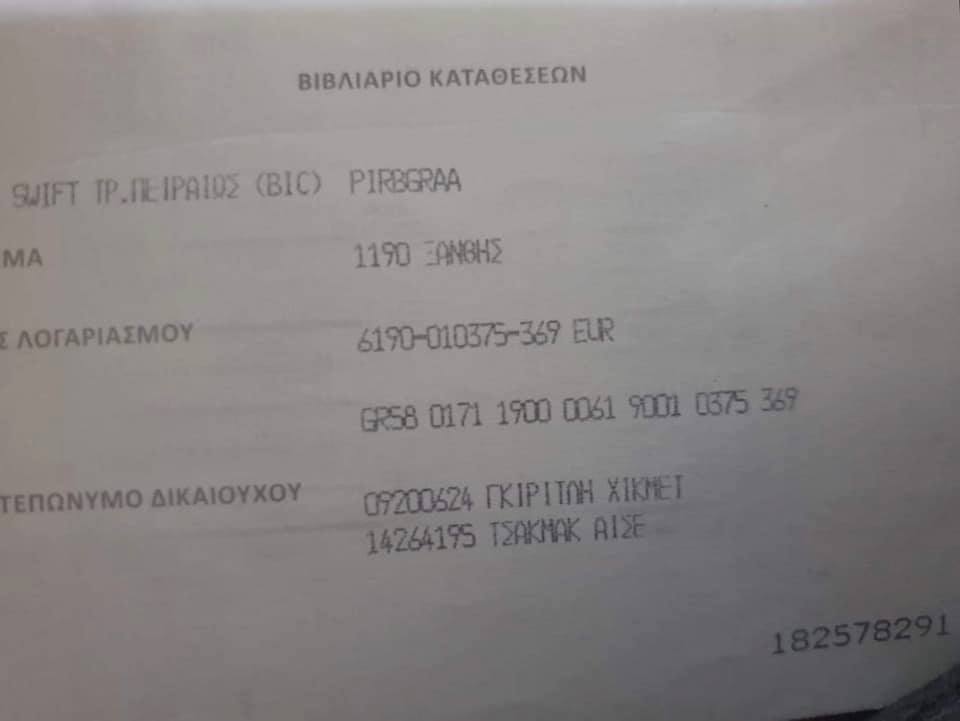 ΒΙΒΛΙΑΡΙΟ ΚΑΤΑΘΕΣΕΩΝ
SWIFT ΤΡ.ΠΕΙΡΑΙΩΣ (BIC) PIRBGRAA
ΜΑ 1190 ΞΑΝΘΗΣ
Σ ΛΟΓΑΡΙΑΣΜΟΥ 6190-010375-369 EUR
GR58 0171 1900 0061 9001 0375 369
ΤΕΠΩΝΥΜΟ ΔΙΚΑΙΟΥΧΟΥ 09200624 ΓΚΙΡΙΤΛΗ ΧΙΚΜΕΤ
14264195 ΤΣΑΚΜΑΚ ΑΙΣΕ
182578291